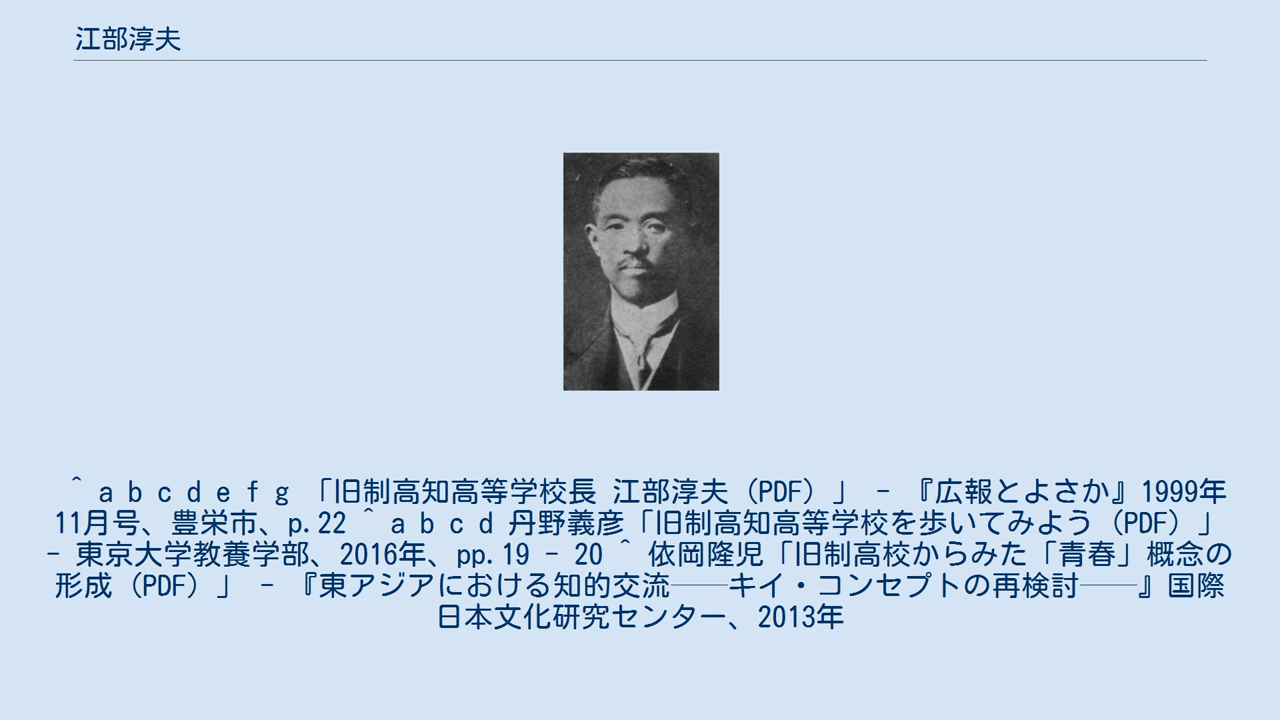 江部淳夫
^ a b c d e f g 「旧制高知高等学校長 江部淳夫（PDF）」 - 『広報とよさか』1999年
11月号、豊栄市、p.22 ^ a b c d 丹野義彦「旧制高知高等学校を歩いてみよう（PDF）」
- 東京大学教養学部、2016年、pp.19 - 20 ^ 依岡隆児「旧制高校からみた「青春」概念の
形成（PDF）」 - 『東アジアにおける知的交流──キイ・コンセプトの再検討──』国際
日本文化研究センター、2013年